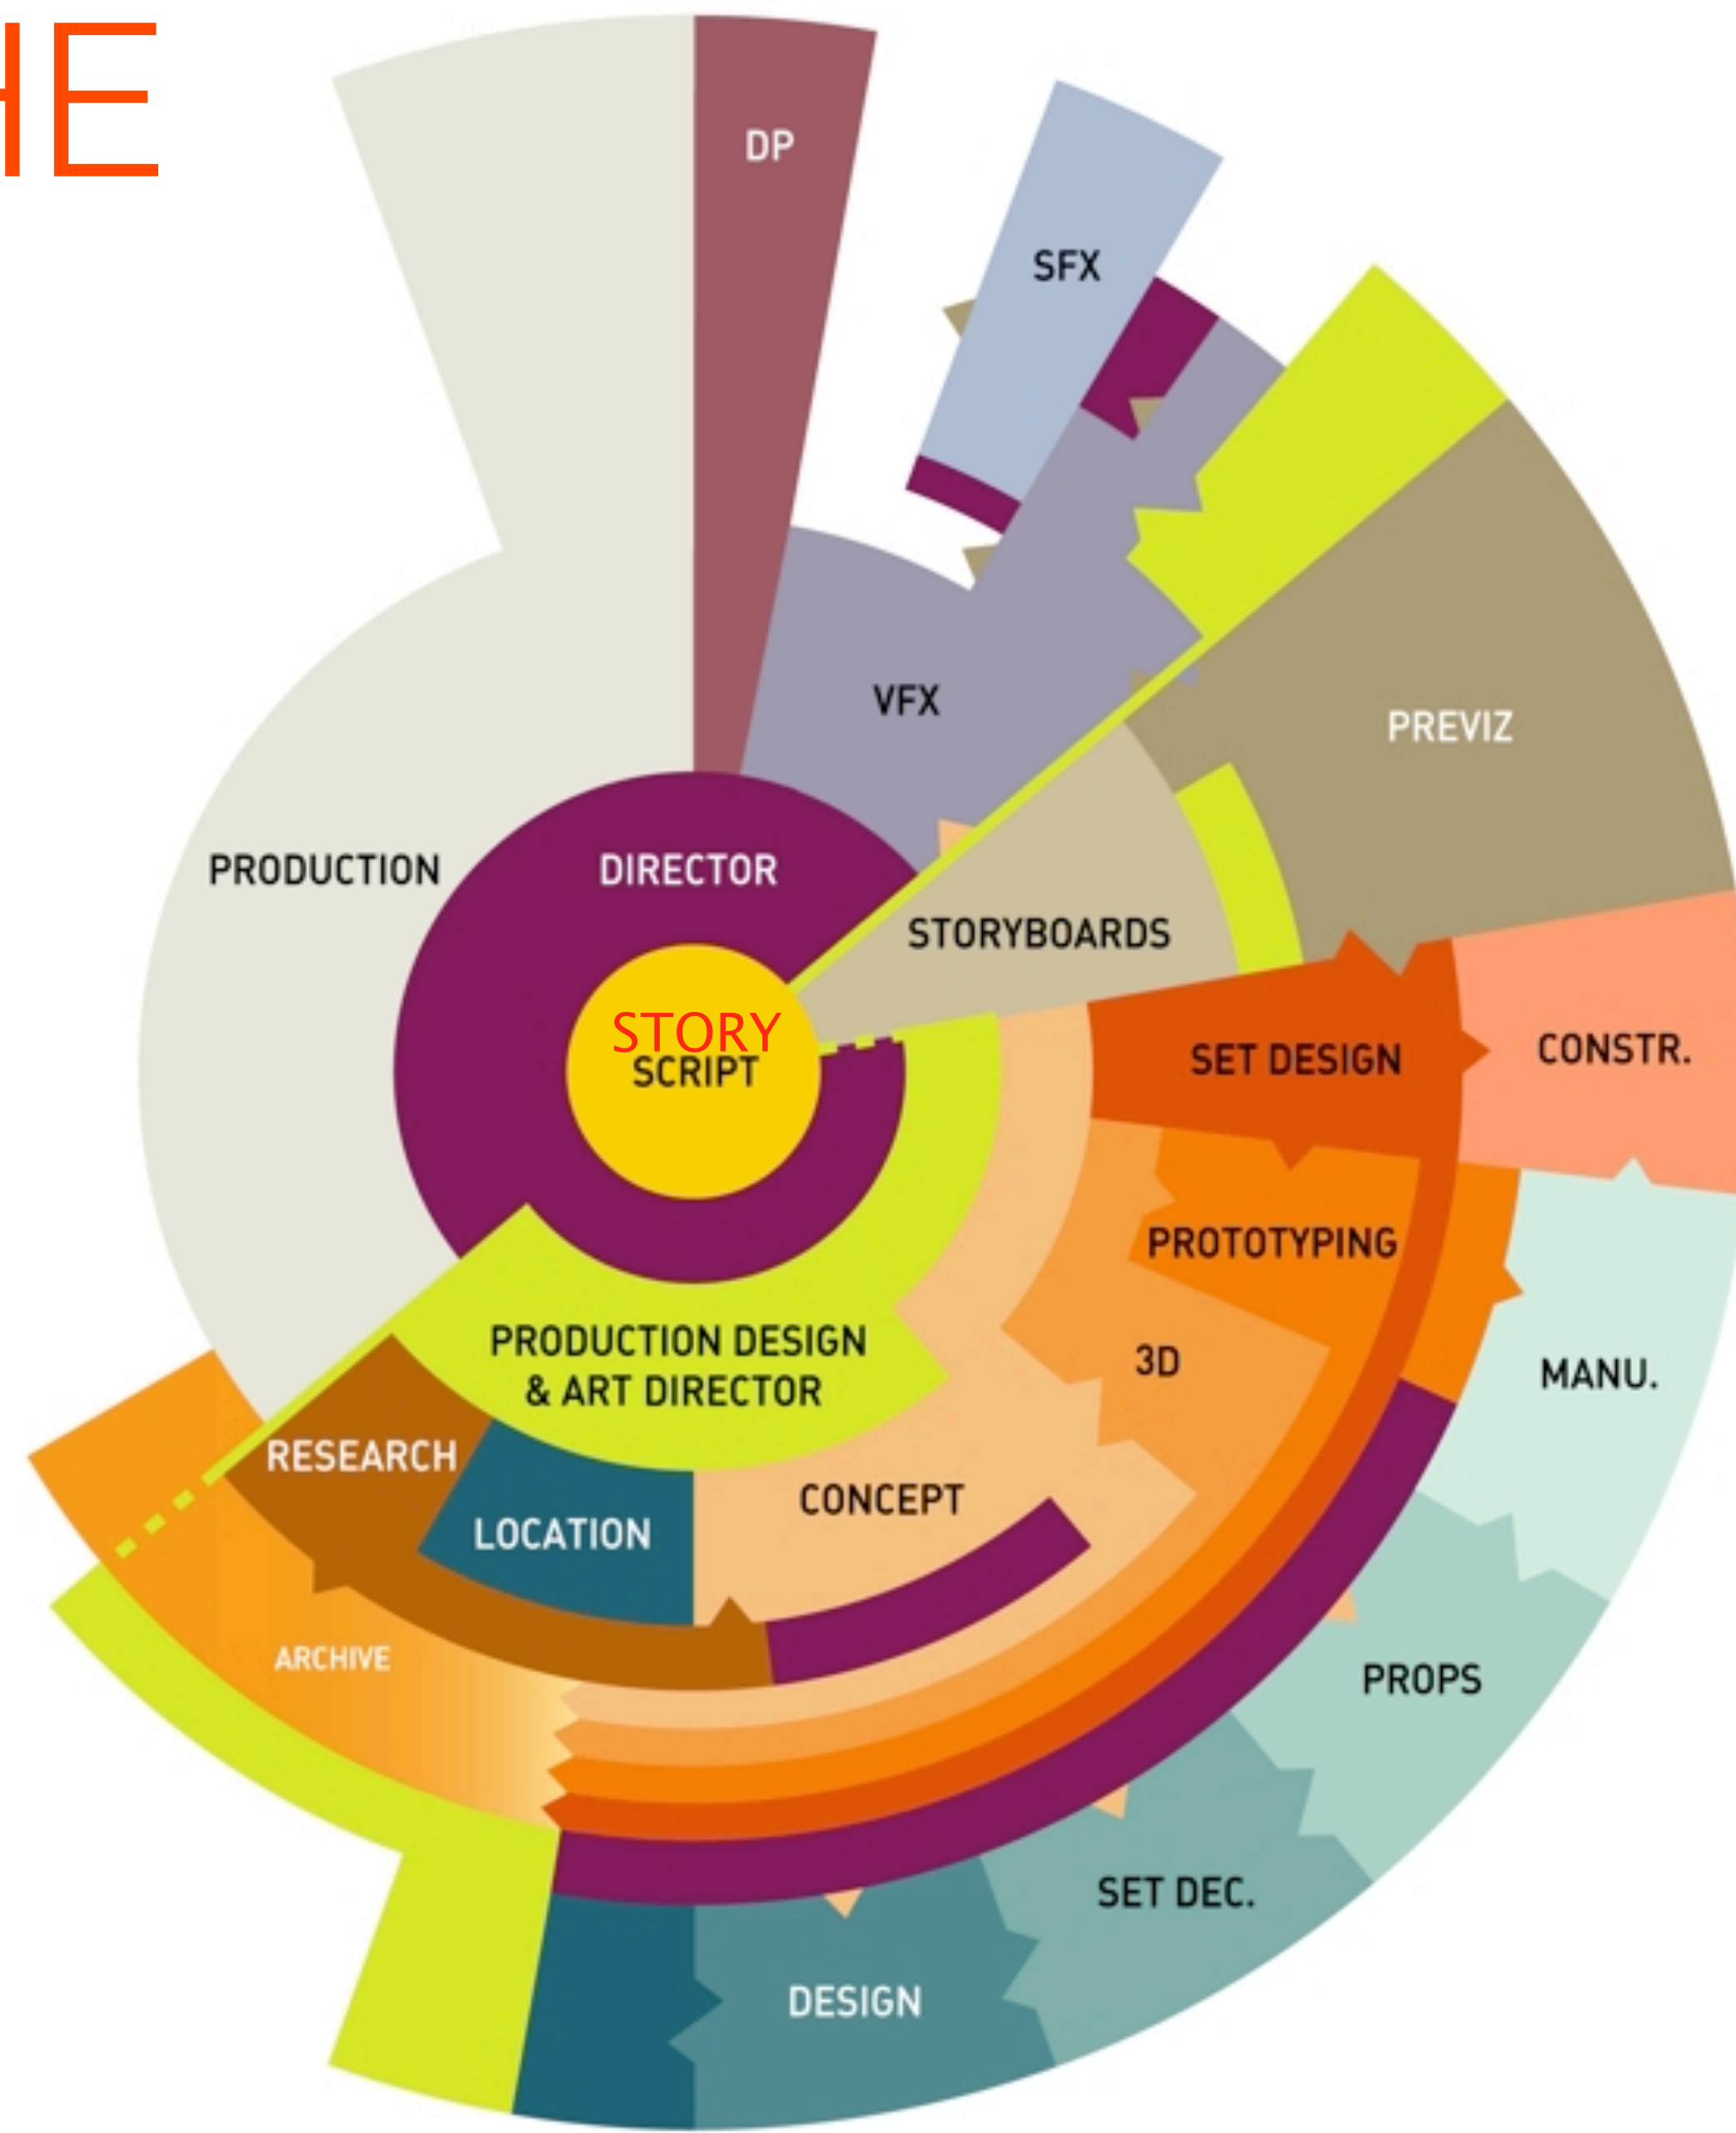 HE
DP
SFX
VFX
PREVIZ
PRODUCTION
DIRECTOR
STORYBOARDS
STORY
SCRIPT
SET DESIGN
CONSTR.
PROTOTYPING
PRODUCTION DESIGN
& ART DIRECTOR
3D
MANU.
RESEARCH
LOCATION
CONCEPT
ARCHIVE
PROPS
SET DEC.
DESIGN